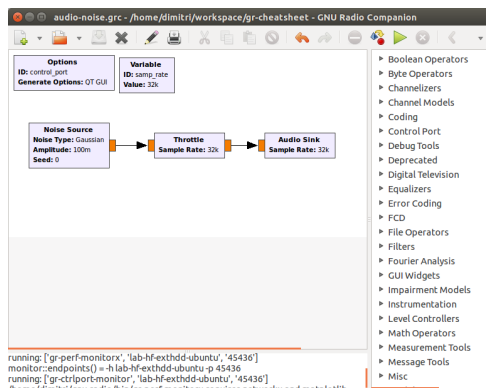 audio-noise.grc - /home/dimitri/workspace/gr-cheatsheet - GNU Radio Companion
Options
ID: control_port
Generate Options: QT GUI
Variable
ID: samp_rate
Value: 32k
Noise Source
Noise Type: Gaussian
Amplitude: 100m
Seed: 0
Throttle
Sample Rate: 32k
Audio Sink
Sample Rate: 32k
Boolean Operators
Byte Operators
Channelizers
Channel Models
Coding
Control Port
Debug Tools
Deprecated
Digital Television
Equalizers
Error Coding
FCD
File Operators
Filters
Fourier Analysis
GUI Widgets
Impairment Models
Instrumentation
Level Controllers
Math Operators
Measurement Tools
Message Tools
Misc
running: ['gr-perf-monitorx', 'lab-hf-exthdd-ubuntu', '45436']
monitor::endpoints() = -h lab-hf-exthdd-ubuntu -p 45436
running: ['gr-ctrlport-monitor', 'lab-hf-exthdd-ubuntu', '45436']